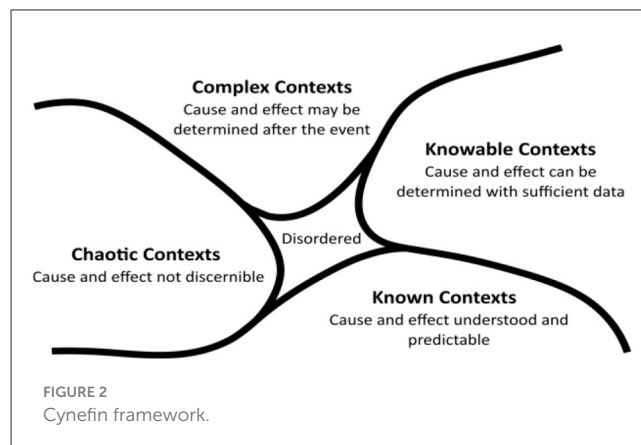 Complex Contexts
Cause and effect may be
determined after the event
Knowable Contexts
Cause and effect can be
determined with sufficient data
Disordered
Chaotic Contexts
Cause and effect not discernible
Known Contexts
Cause and effect understood and
predictable
FIGURE 2
Cynefin framework.